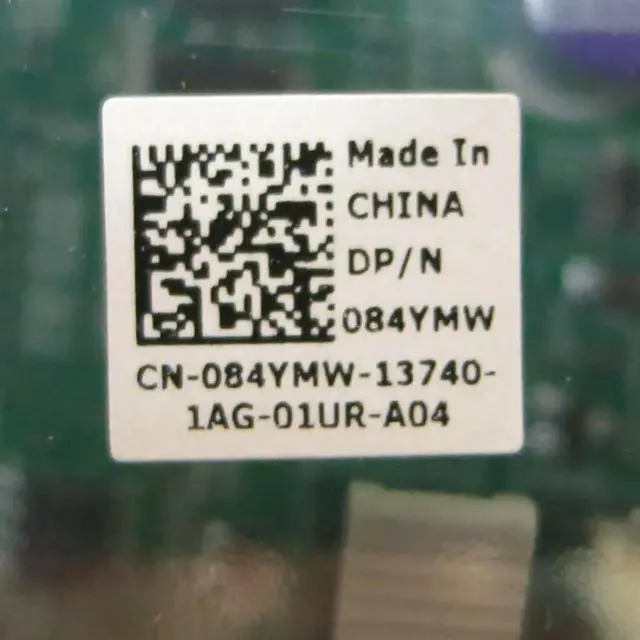 Made In
CHINA
DP/N
084YMW
CN-084YMW-13740-
1AG-01UR-A04